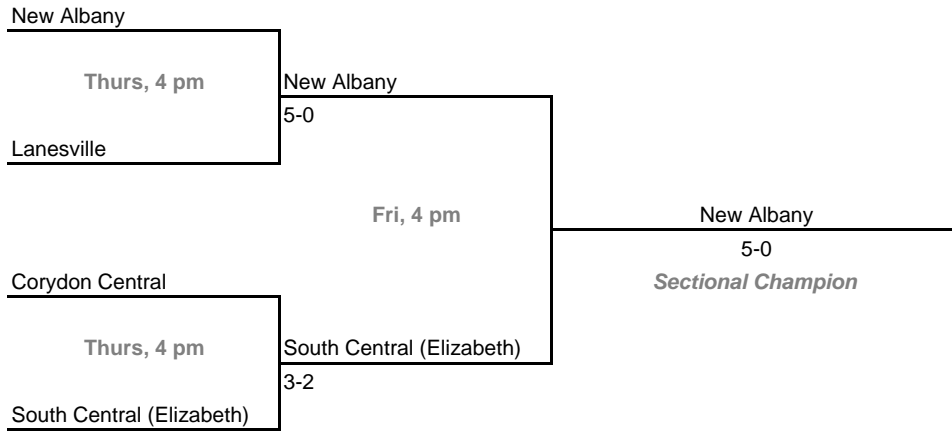 New Albany
Thurs, 4 pm
New Albany
5-0
Lanesville
Fri, 4 pm
New Albany
5-0
Sectional Champion
Corydon Central
Thurs, 4 pm
South Central (Elizabeth)
3-2
South Central (Elizabeth)